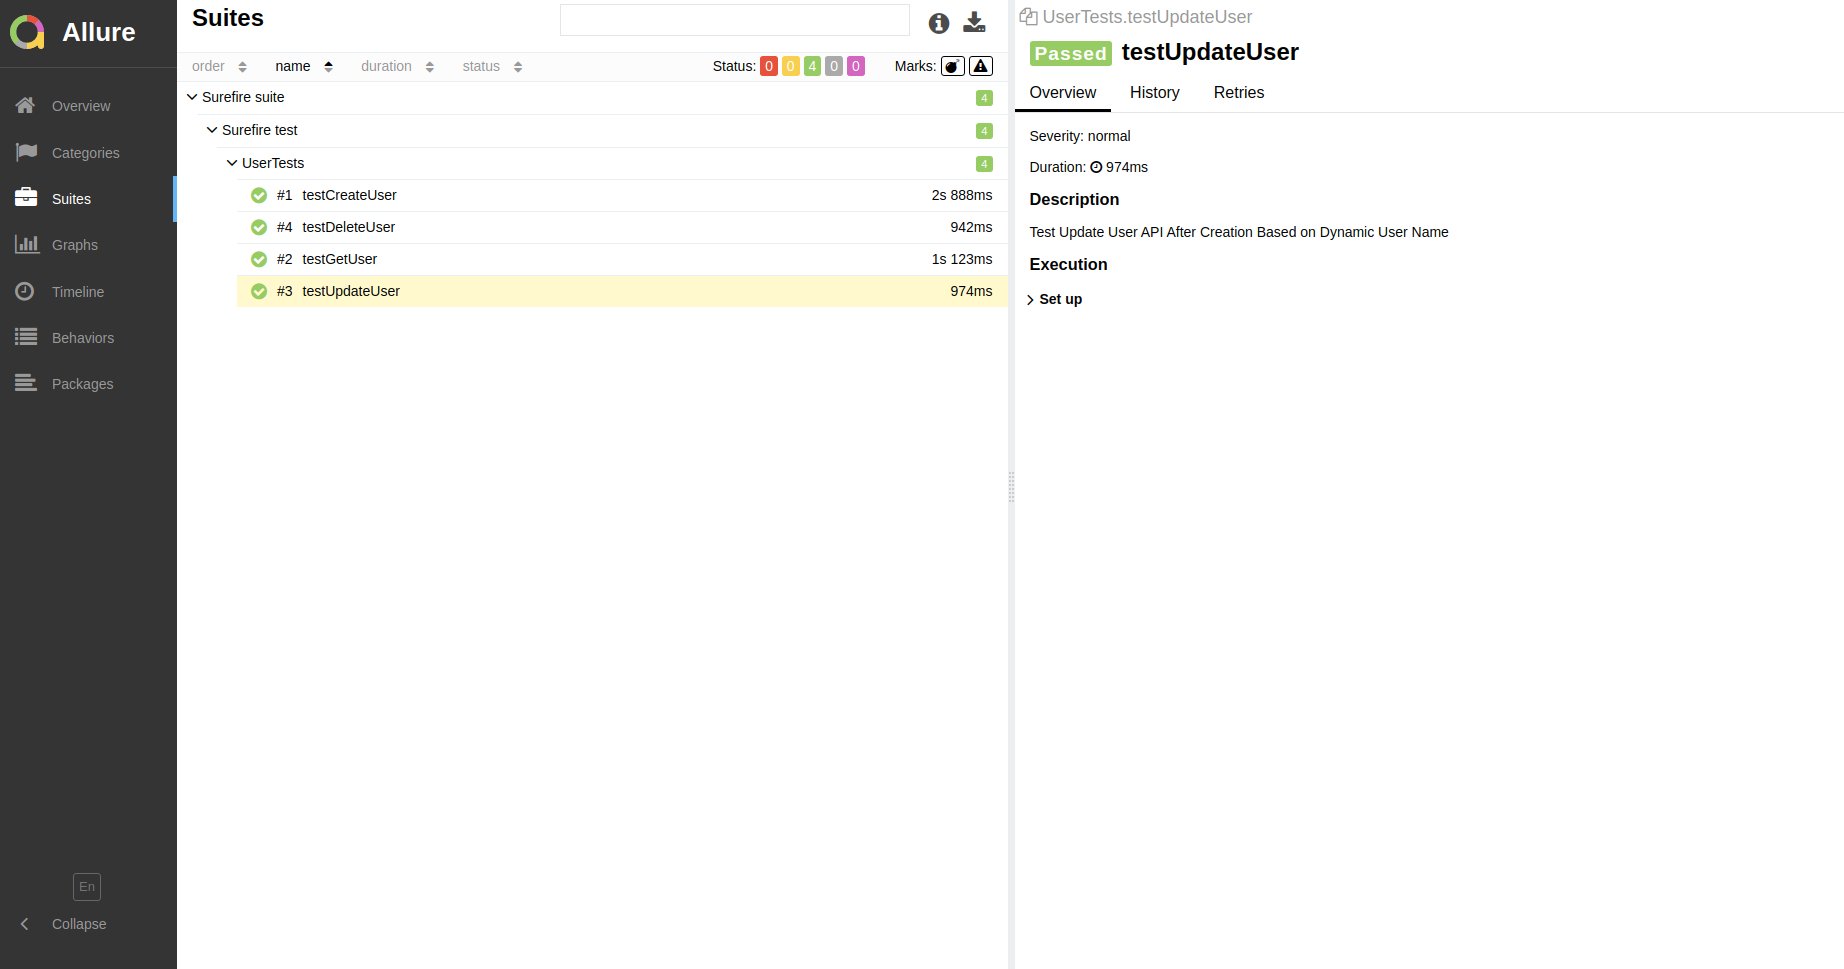 Allure
Overview
Categories
Suites
Graphs
Timeline
Behaviors
Packages
En
Collapse
Suites
order name duration status Status: 0 0 4 0 0 Marks:
Surefire suite 4
Surefire test 4
UserTests 4
#1 testCreateUser 2s 888ms
#4 testDeleteUser 942ms
#2 testGetUser 1s 123ms
#3 testUpdateUser 974ms
UserTests.testUpdateUser
Passed testUpdateUser
Overview History Retries
Severity: normal
Duration: 974ms
Description
Test Update User API After Creation Based on Dynamic User Name
Execution
Set up